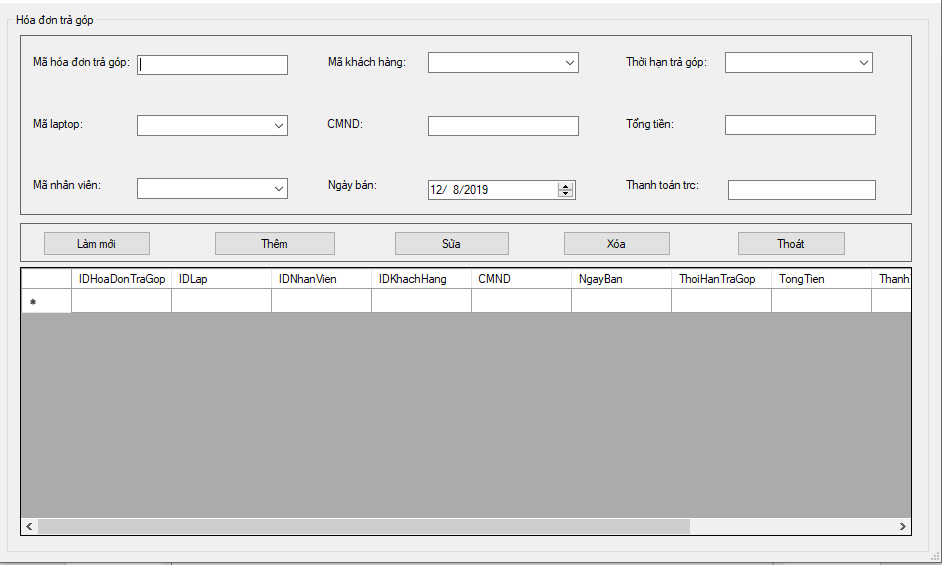 Hóa đơn trả góp
Mã hóa đơn trả góp: Mã khách hàng: Thời hạn trả góp:
Mã laptop: CMND: Tổng tiền:
Mã nhân viên: Ngày bán: 12/ 8/2019 Thanh toán trc:
Làm mới Thêm Sửa Xóa Thoát
IDHoaDonTraGop IDLap IDNhanVien IDKhachHang CMND NgayBan ThoiHanTraGop TongTien Thanh